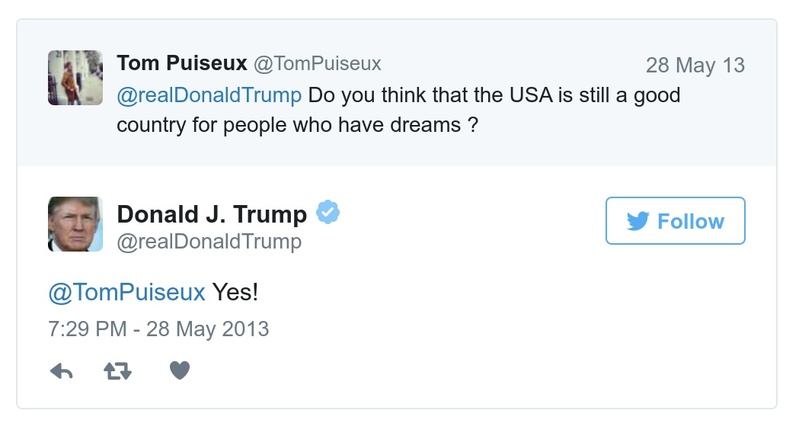 Tom Puiseux @TomPuiseux 28 May 13
@realDonaldTrump Do you think that the USA is still a good
country for people who have dreams ?
Donald J. Trump
@realDonaldTrump
Follow
@TomPuiseux Yes!
7:29 PM - 28 May 2013